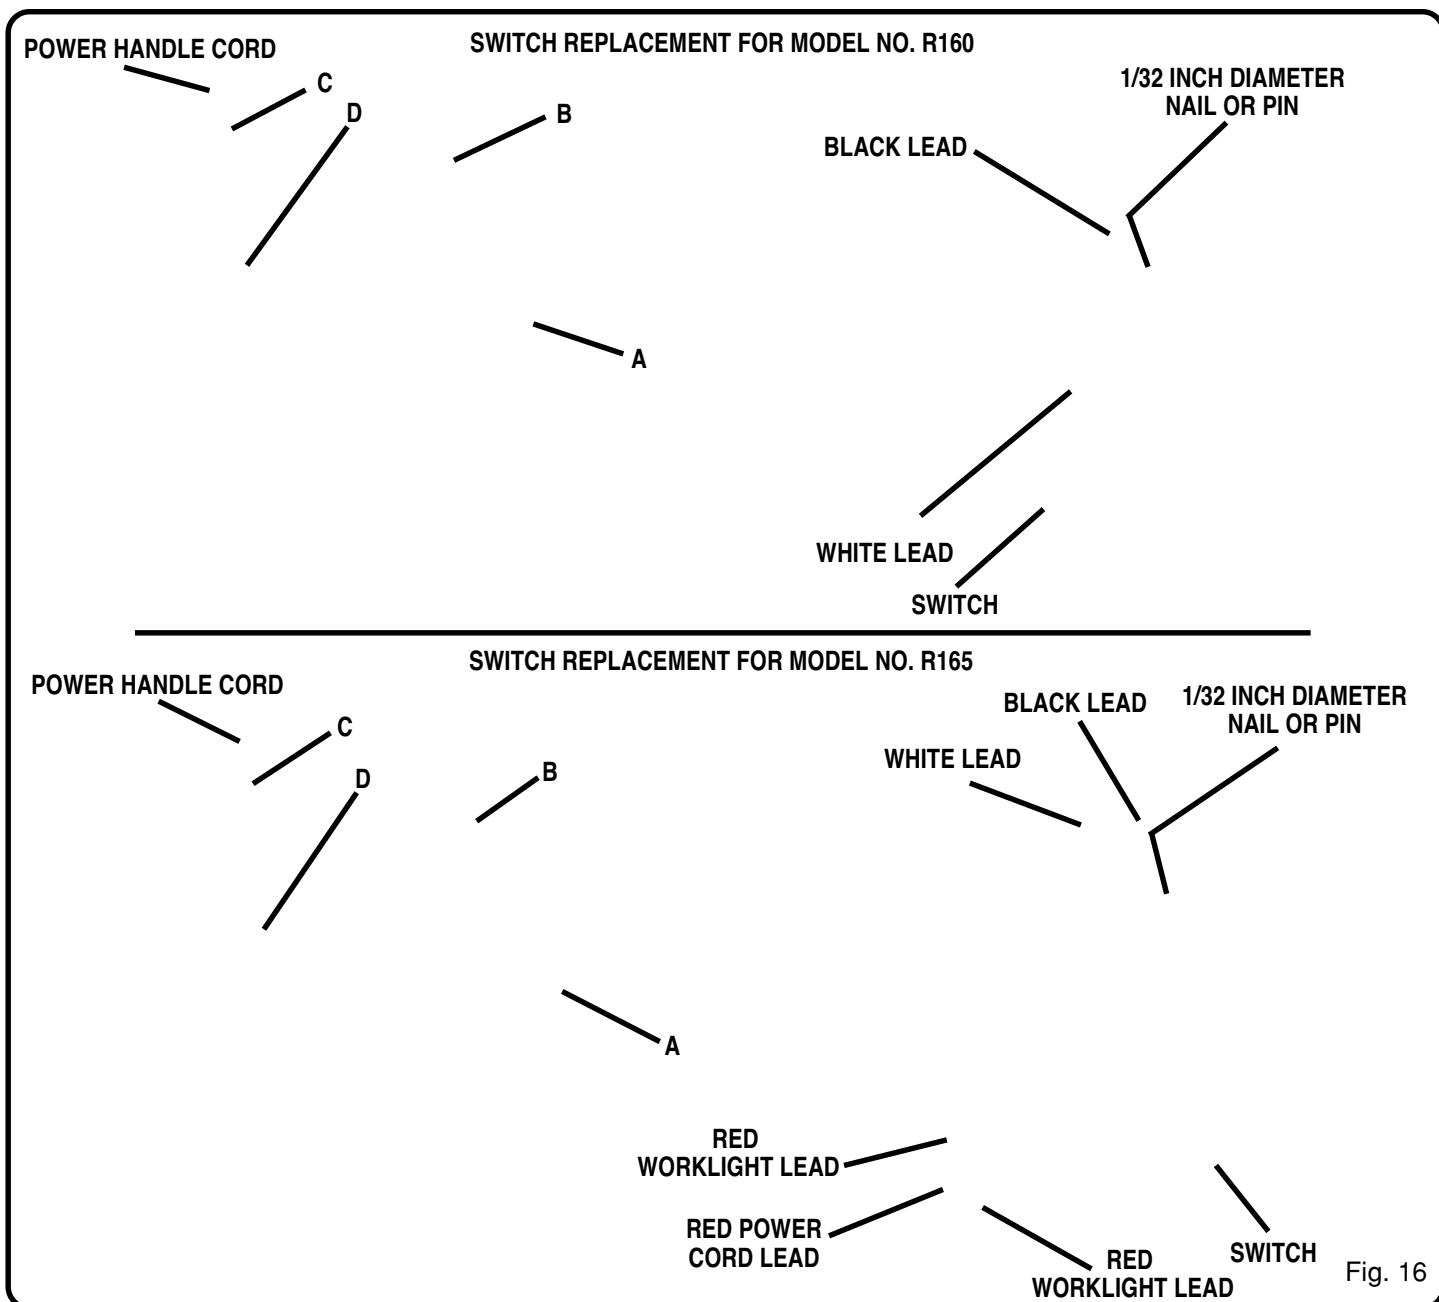 SWITCH REPLACEMENT FOR MODEL NO. R160
POWER HANDLE CORD
C
D
B
A
BLACK LEAD
1/32 INCH DIAMETER
NAIL OR PIN
WHITE LEAD
SWITCH
SWITCH REPLACEMENT FOR MODEL NO. R165
POWER HANDLE CORD
C
D
B
A
WHITE LEAD
BLACK LEAD
1/32 INCH DIAMETER
NAIL OR PIN
RED
WORKLIGHT LEAD
RED POWER
CORD LEAD
RED
WORKLIGHT LEAD
SWITCH
Fig. 16